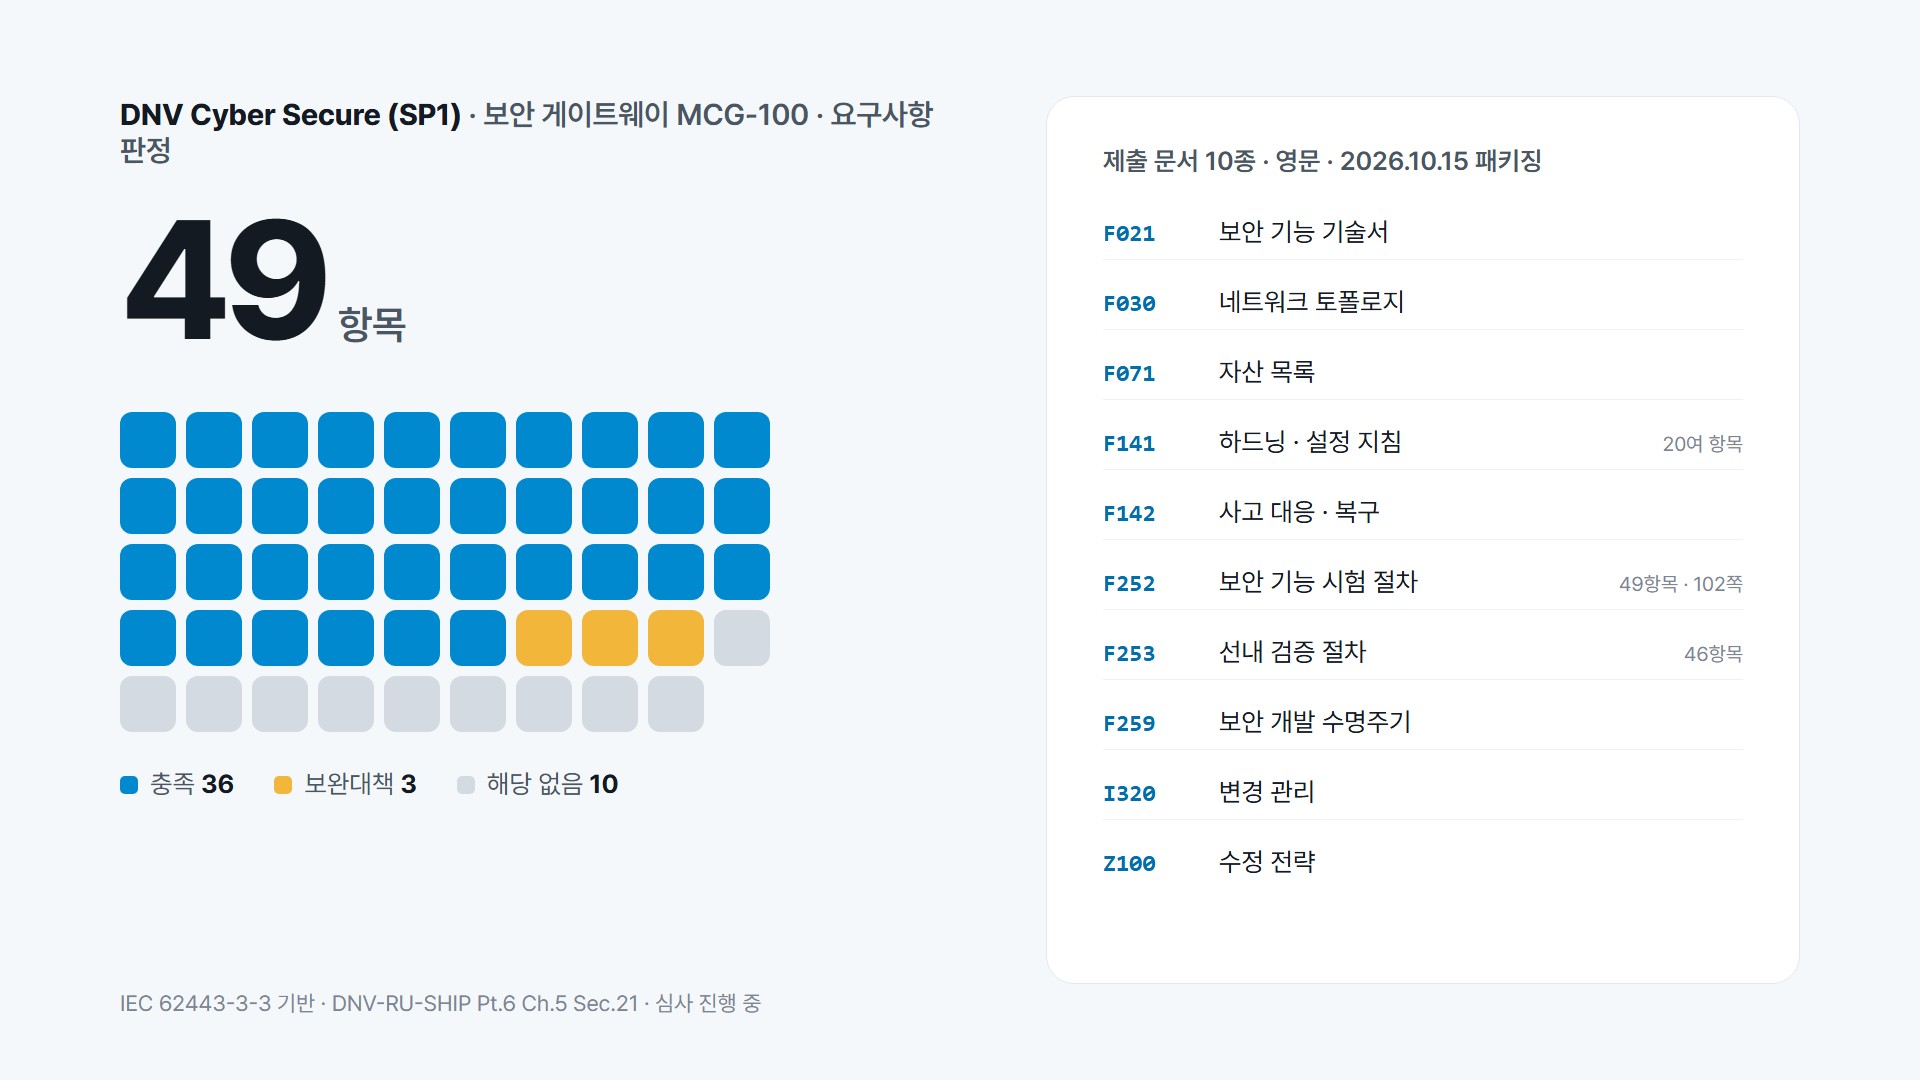 DNV Cyber Secure (SP1) · 보안 게이트웨이 MCG-100 · 요구사항
판정
49 항목
충족 36 보완대책 3 해당 없음 10
IEC 62443-3-3 기반 · DNV-RU-SHIP Pt.6 Ch.5 Sec.21 · 심사 진행 중
제출 문서 10종 · 영문 · 2026.10.15 패키징
F021 보안 기능 기술서
F030 네트워크 토폴로지
F071 자산 목록
F141 하드닝 · 설정 지침 20여 항목
F142 사고 대응 · 복구
F252 보안 기능 시험 절차 49항목 · 102쪽
F253 선내 검증 절차 46항목
F259 보안 개발 수명주기
I320 변경 관리
Z100 수정 전략